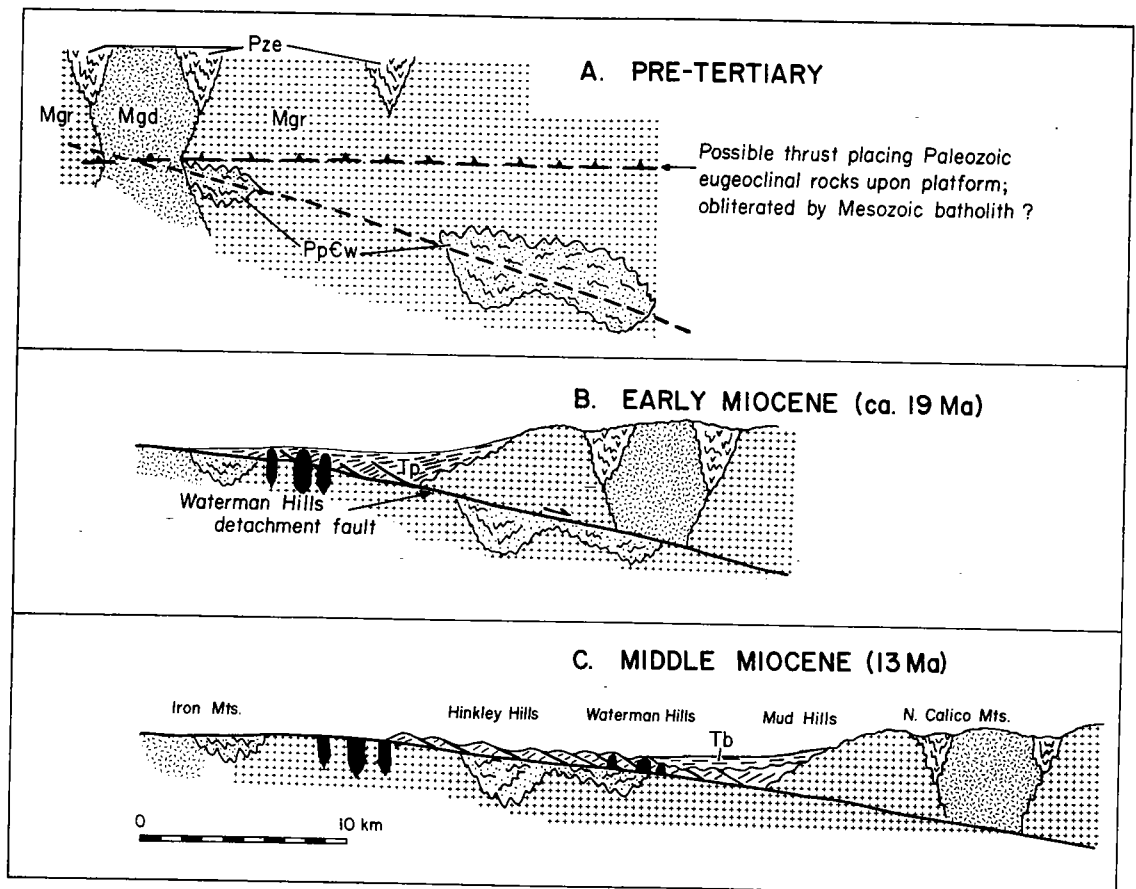 Pze
A. PRE-TERTIARY
Mgr
Mgd
Mgr
Possible thrust placing Paleozoic
eugeoclinal rocks upon platform;
obliterated by Mesozoic batholith ?
Pp€w
B. EARLY MIOCENE (ca. 19 Ma)
Tp
Waterman Hills
detachment fault
C. MIDDLE MIOCENE (13 Ma)
Iron Mts.
Hinkley Hills
Waterman Hills
Mud Hills
N. Calico Mts.
Tb
0
10 km